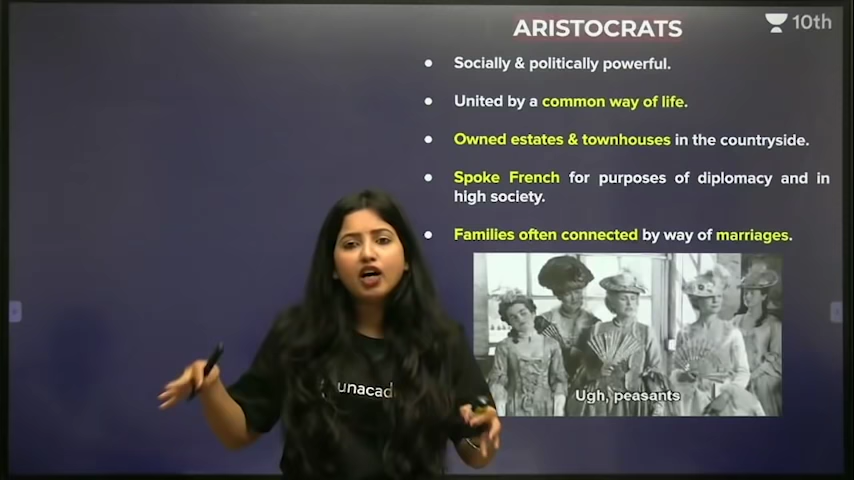 ARISTOCRATS
10th
• Socially & politically powerful.
• United by a common way of life.
• Owned estates & townhouses in the countryside.
• Spoke French for purposes of diplomacy and in
high society.
• Families often connected by way of marriages.
unacad
Ugh, peasants